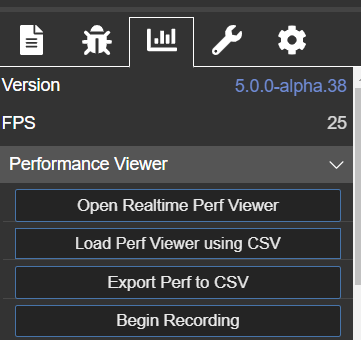 Version 5.0.0-alpha.38
FPS 25
Performance Viewer
Open Realtime Perf Viewer
Load Perf Viewer using CSV
Export Perf to CSV
Begin Recording